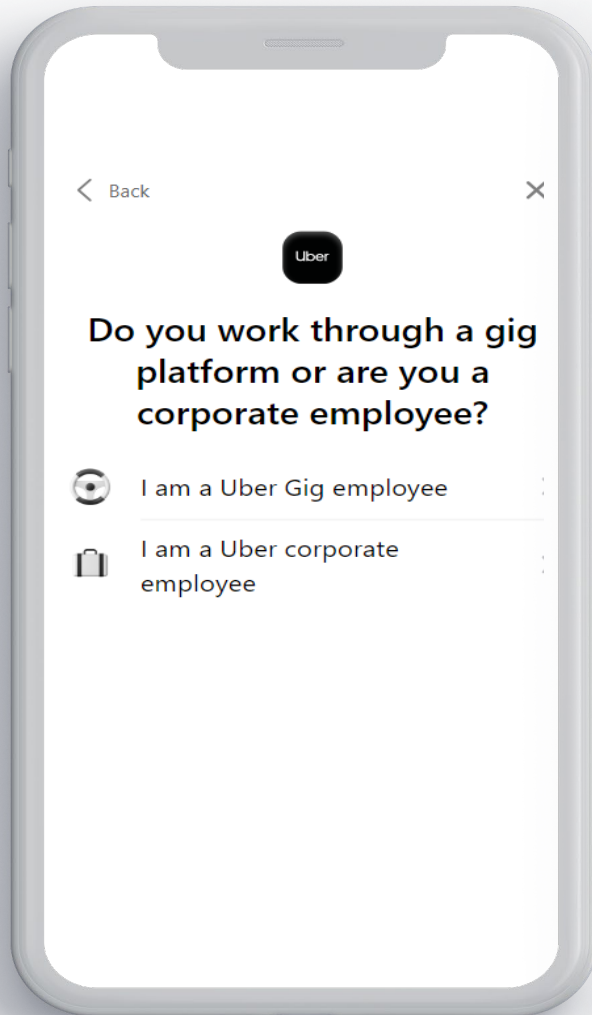 Back
Uber
Do you work through a gig
platform or are you a
corporate employee?
I am a Uber Gig employee
I am a Uber corporate
employee